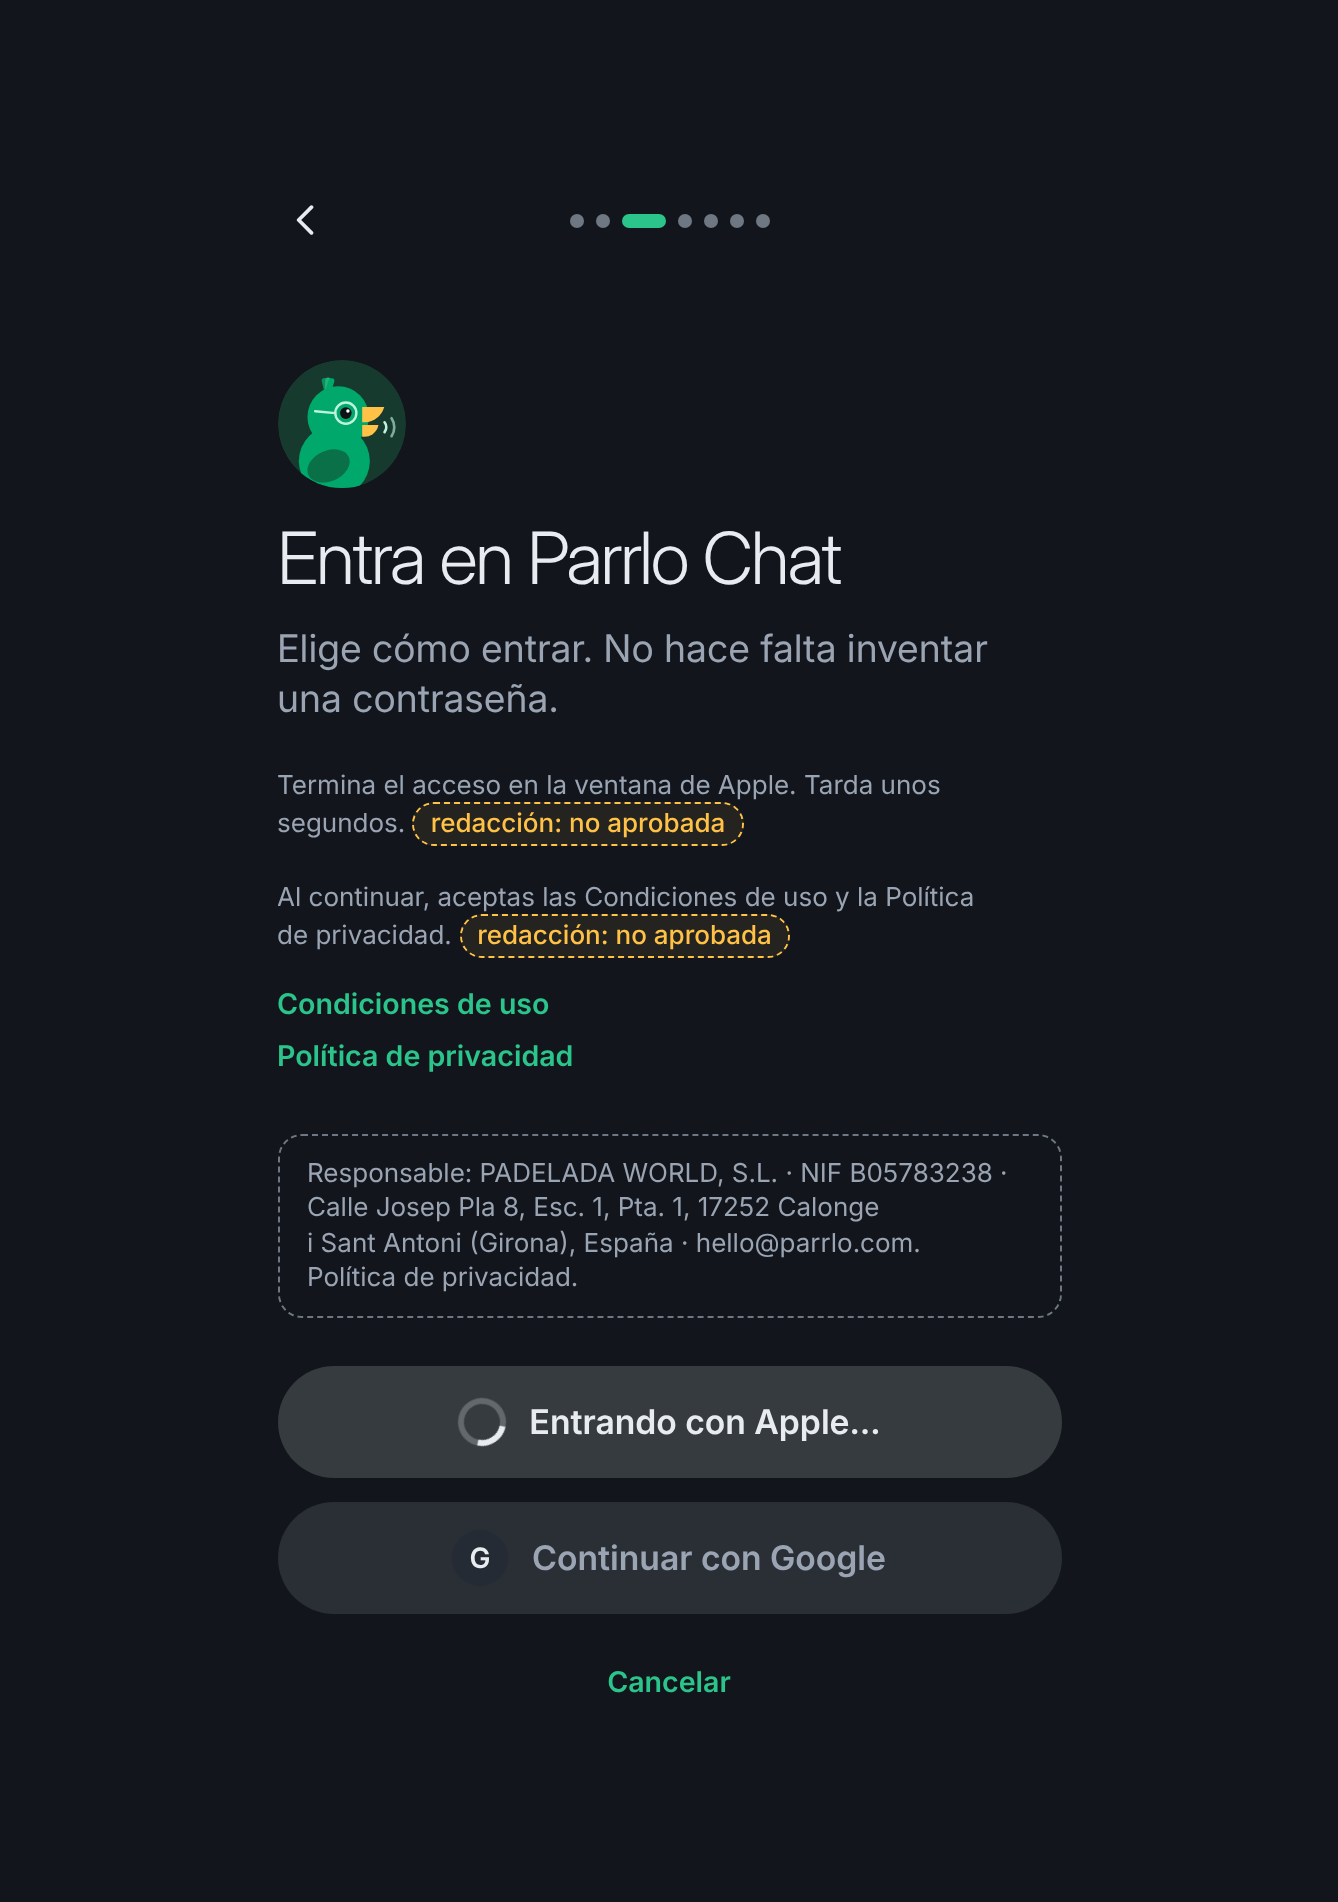 Entra en Parrlo Chat
Elige cómo entrar. No hace falta inventar
una contraseña.
Termina el acceso en la ventana de Apple. Tarda unos
segundos. redacción: no aprobada
Al continuar, aceptas las Condiciones de uso y la Política
de privacidad. redacción: no aprobada
Condiciones de uso
Política de privacidad
Responsable: PADELADA WORLD, S.L. · NIF B05783238 ·
Calle Josep Pla 8, Esc. 1, Pta. 1, 17252 Calonge
i Sant Antoni (Girona), España · hello@parrlo.com.
Política de privacidad.
Entrando con Apple...
G Continuar con Google
Cancelar